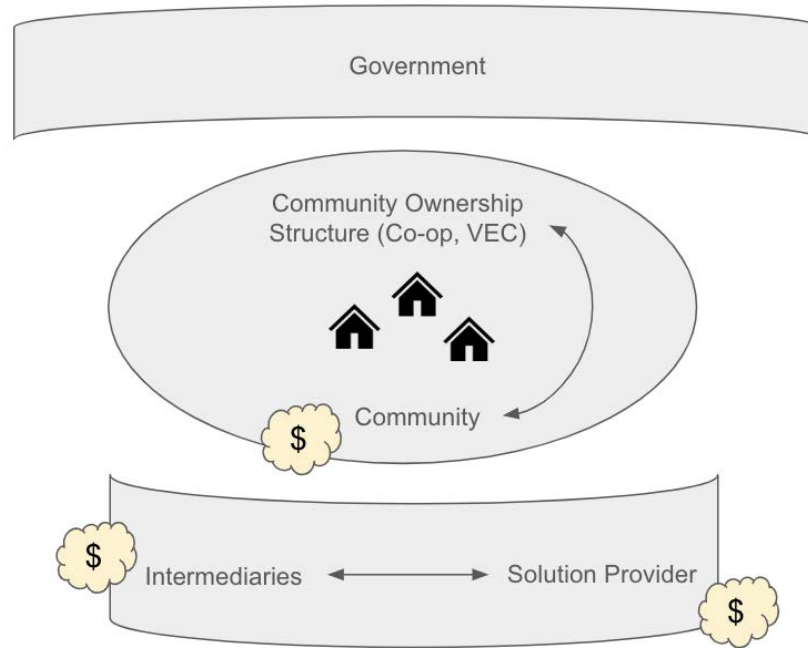 Government
Community Ownership
Structure (Co-op, VEC)
Community
$
$
Intermediaries
Solution Provider
$